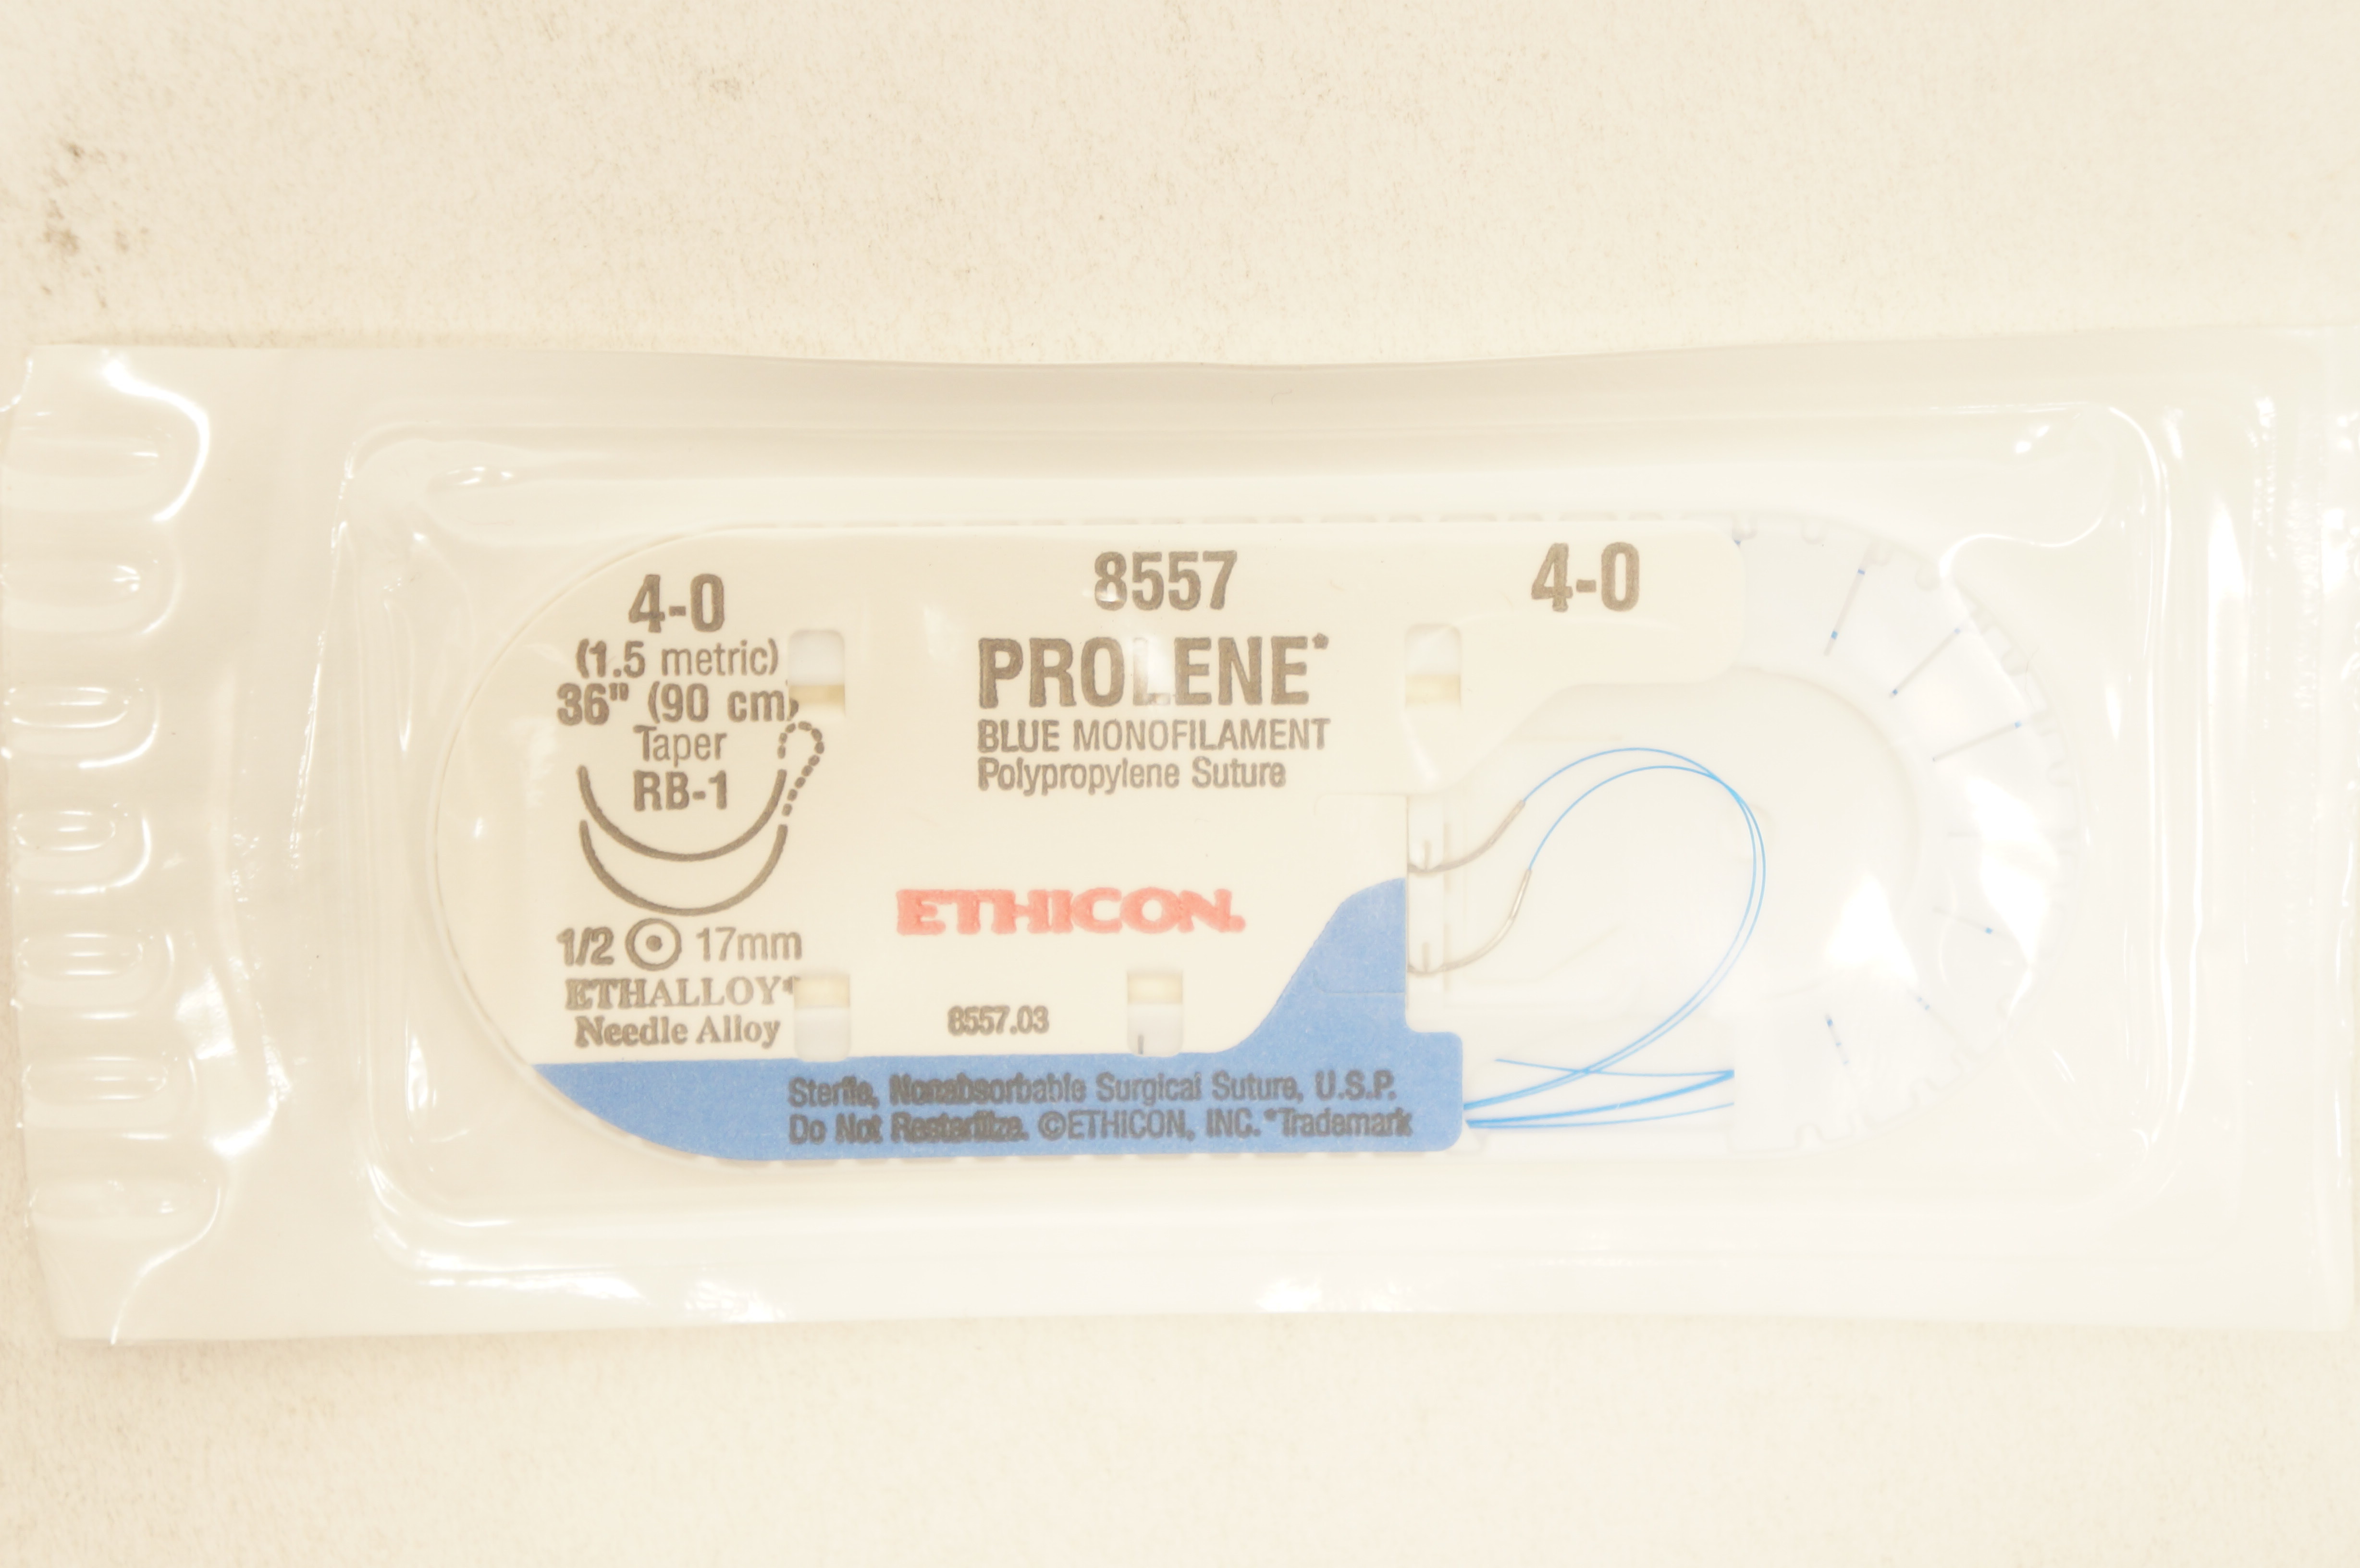 4-0
(1.5 metric)
36" (90 cm)
Taper
RB-1
1/2 17mm
ETHALLOY*
Needle Alloy
8557
PROLENE*
BLUE MONOFILAMENT
Polypropylene Suture
ETHICON.
8557.03
4-0
Sterile, Nonabsorbable Surgical Suture, U.S.P.
Do Not Resterilize. ©ETHICON, INC. *Trademark